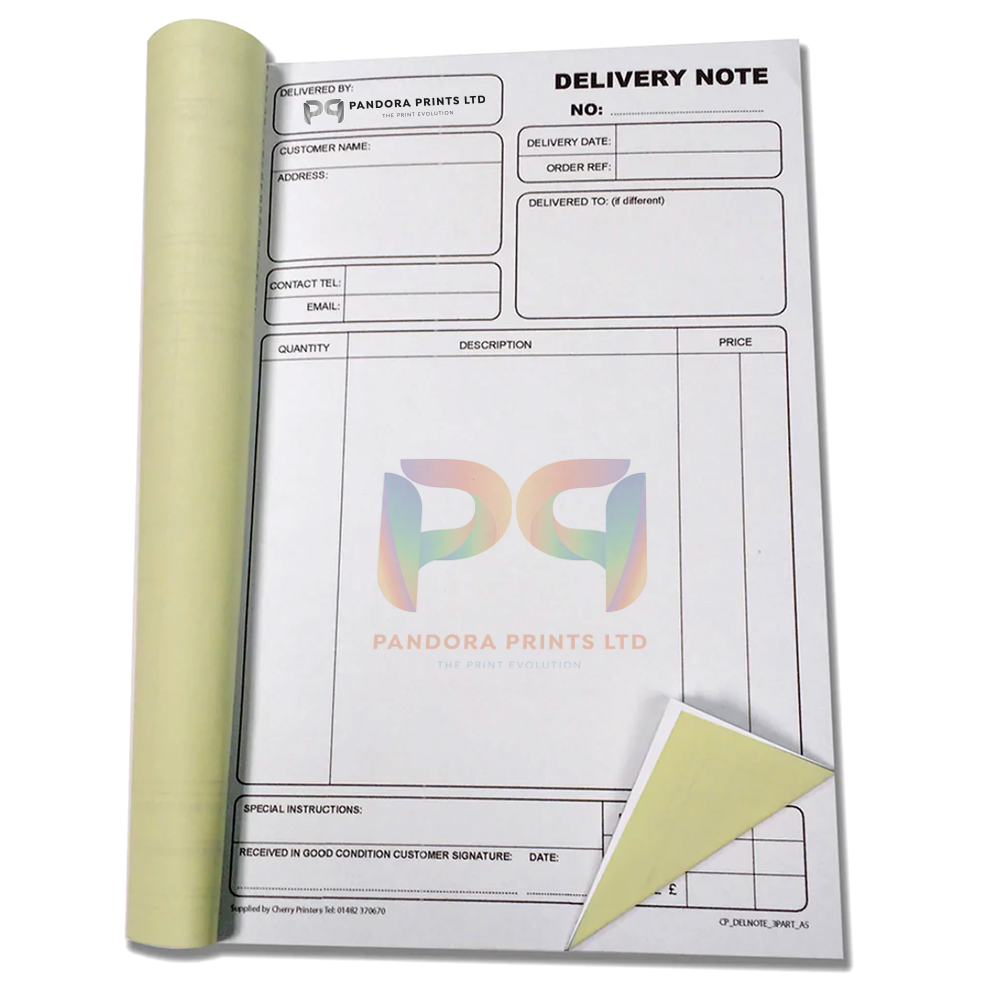 DELIVERY NOTE
NO:
DELIVERED BY:
PANDORA PRINTS LTD
THE PRINT EVOLUTION
CUSTOMER NAME:
ADDRESS:
DELIVERY DATE:
ORDER REF:
DELIVERED TO: (if different)
CONTACT TEL:
EMAIL:
QUANTITY DESCRIPTION PRICE
PANDORA PRINTS LTD
THE PRINT EVOLUTION
SPECIAL INSTRUCTIONS:
RECEIVED IN GOOD CONDITION CUSTOMER SIGNATURE: DATE:
£
Supplied by Cherry Printers Tel: 01482 370670
CP_DELNOTE_3PART_A5